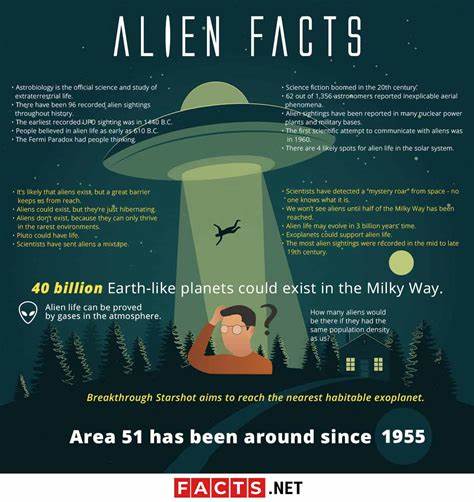 ALIEN FACTS
• Astrobiology is the official science and study of
extraterrestrial life.
• There have been 96 recorded alien sightings
throughout history.
• The earliest recorded UFO sighting was in 1440 B.C.
• People believed in alien life as early as 610 B.C.
• The Fermi Paradox had people thinking.
• Science fiction boomed in the 20th century.
• 62 out of 1,356 astronomers reported inexplicable aerial
phenomena.
• Alien sightings have been reported in many nuclear power
plants and military bases.
• The first scientific attempt to communicate with aliens was
in 1960.
• There are 4 likely spots for alien life in the solar system.
• It's likely that aliens exist, but a great barrier
keeps us from reach.
• Aliens could exist, but they're just hibernating.
• Aliens don't exist, because they can only thrive
in the rarest environments.
• Pluto could have life.
• Scientists have sent aliens a mixtape.
• Scientists have detected a "mystery roar" from space - no
one knows what it is.
• We won't see aliens until half of the Milky Way has been
reached.
• Alien life may evolve in 3 billion years' time.
• Exoplanets could support alien life.
• The most alien sightings were recorded in the mid to late
19th century.
40 billion Earth-like planets could exist in the Milky Way.
Alien life can be proved
by gases in the atmosphere.
?
How many aliens would
be there if they had the
same population density
as us?
Breakthrough Starshot aims to reach the nearest habitable exoplanet.
Area 51 has been around since 1955
FACTS.NET